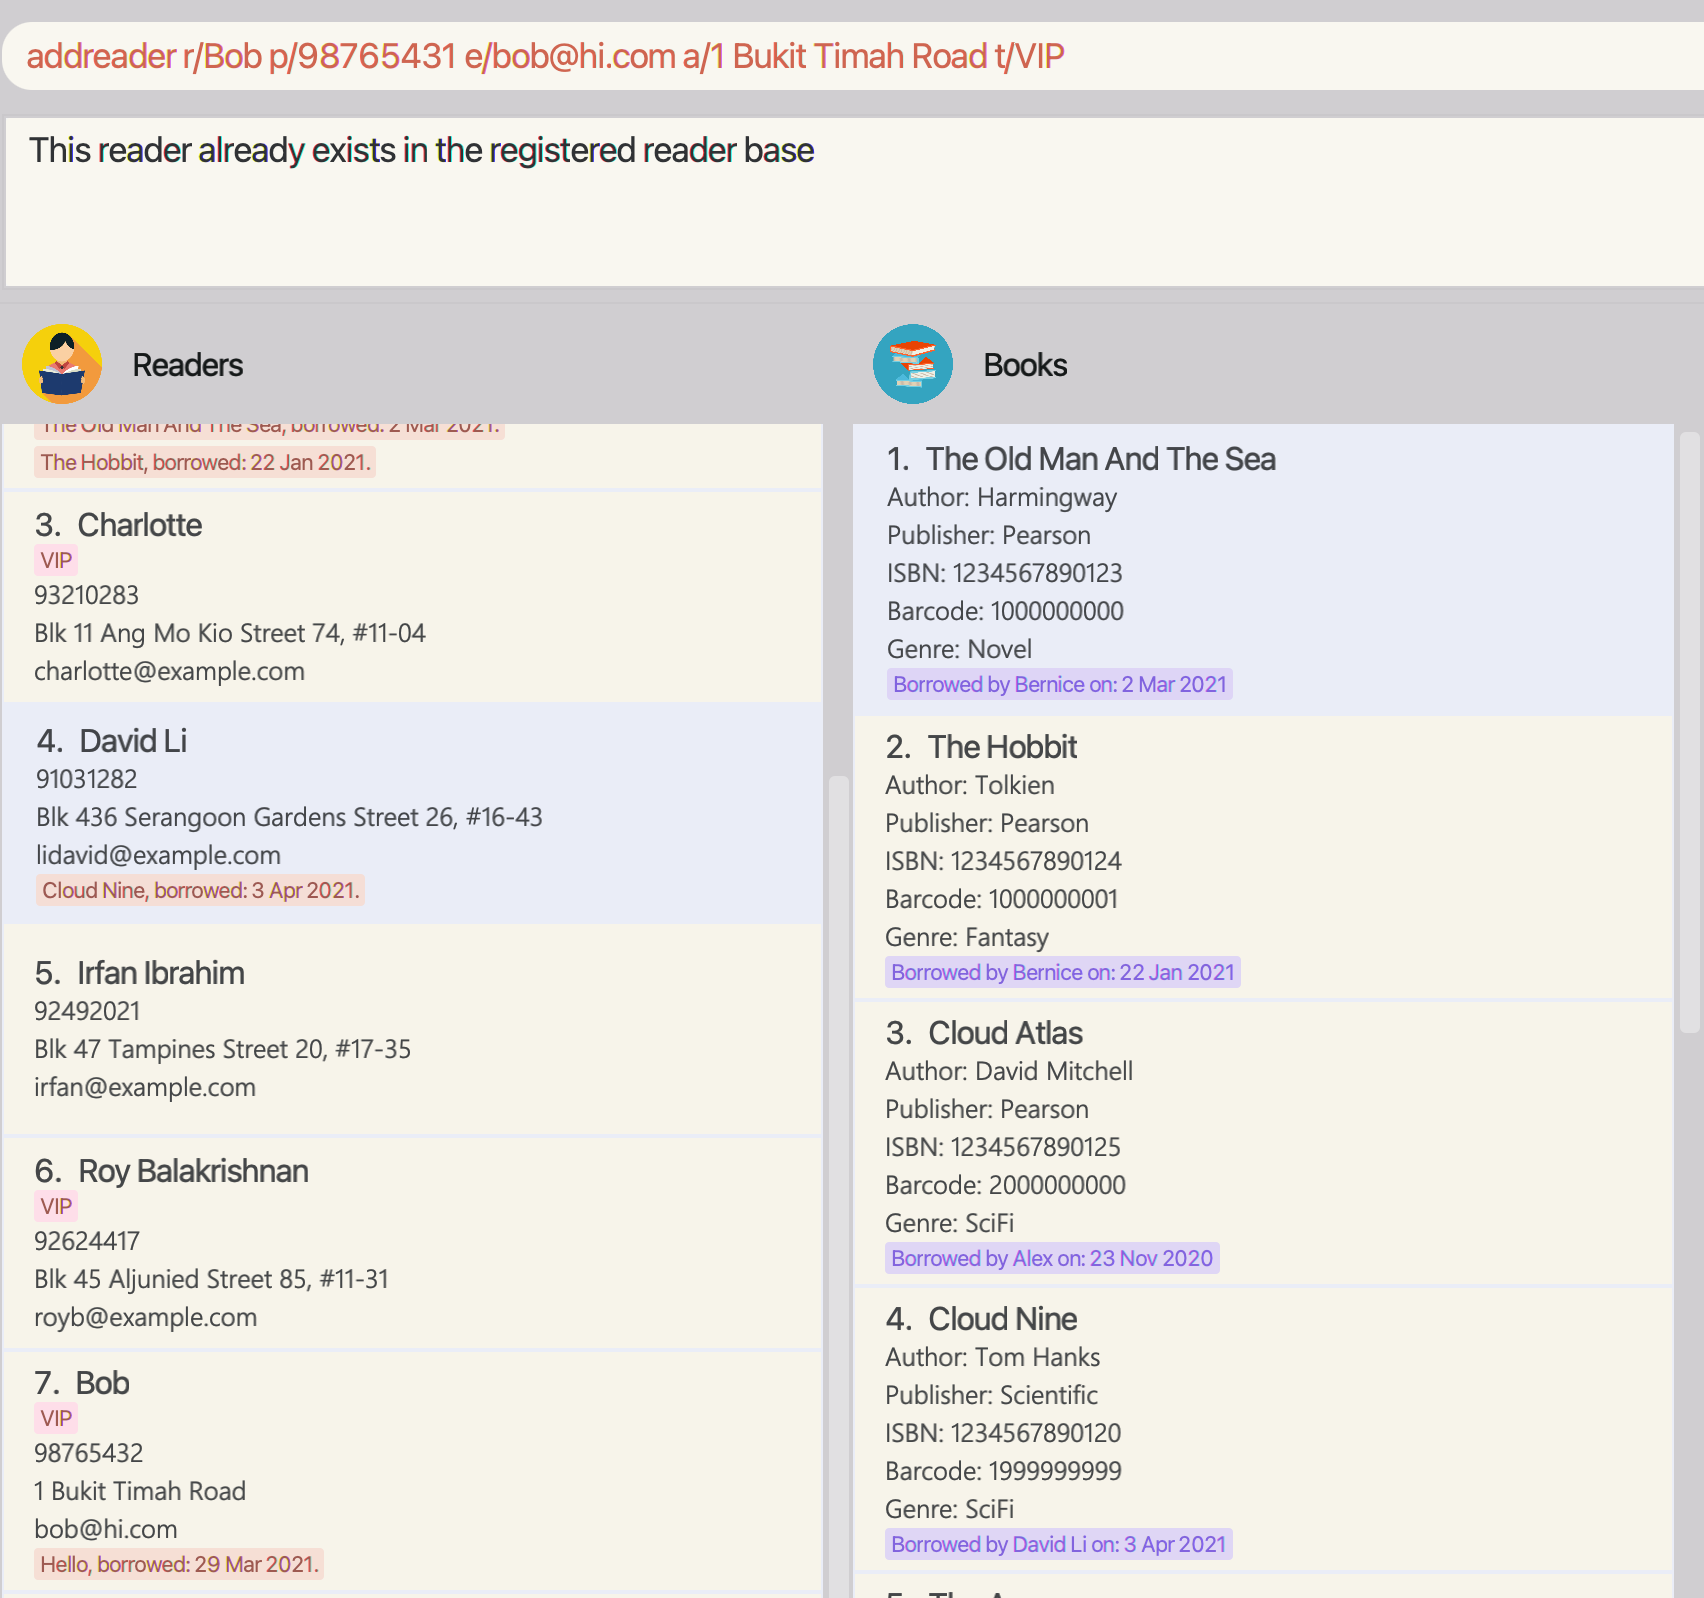 addreader r/Bob p/98765431 e/bob@hi.com a/1 Bukit Timah Road t/VIP
This reader already exists in the registered reader base
Readers
The Old Man And The Sea, borrowed: 2 Mar 2021.
The Hobbit, borrowed: 22 Jan 2021.
3. Charlotte
VIP
93210283
Blk 11 Ang Mo Kio Street 74, #11-04
charlotte@example.com
4. David Li
91031282
Blk 436 Serangoon Gardens Street 26, #16-43
lidavid@example.com
Cloud Nine, borrowed: 3 Apr 2021.
5. Irfan Ibrahim
92492021
Blk 47 Tampines Street 20, #17-35
irfan@example.com
6. Roy Balakrishnan
VIP
92624417
Blk 45 Aljunied Street 85, #11-31
royb@example.com
7. Bob
VIP
98765432
1 Bukit Timah Road
bob@hi.com
Hello, borrowed: 29 Mar 2021.
Books
1. The Old Man And The Sea
Author: Harmingway
Publisher: Pearson
ISBN: 1234567890123
Barcode: 1000000000
Genre: Novel
Borrowed by Bernice on: 2 Mar 2021
2. The Hobbit
Author: Tolkien
Publisher: Pearson
ISBN: 1234567890124
Barcode: 1000000001
Genre: Fantasy
Borrowed by Bernice on: 22 Jan 2021
3. Cloud Atlas
Author: David Mitchell
Publisher: Pearson
ISBN: 1234567890125
Barcode: 2000000000
Genre: SciFi
Borrowed by Alex on: 23 Nov 2020
4. Cloud Nine
Author: Tom Hanks
Publisher: Scientific
ISBN: 1234567890120
Barcode: 1999999999
Genre: SciFi
Borrowed by David Li on: 3 Apr 2021